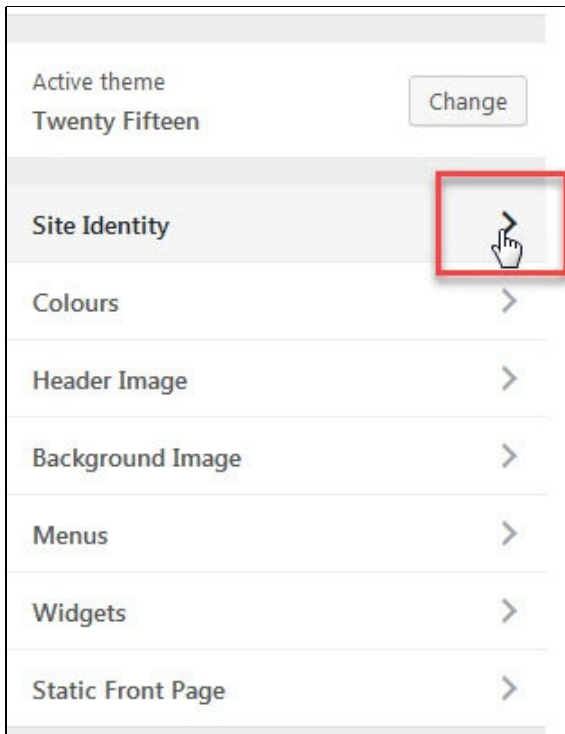 Active theme
Twenty Fifteen
Change
Site Identity
Colours
Header Image
Background Image
Menus
Widgets
Static Front Page